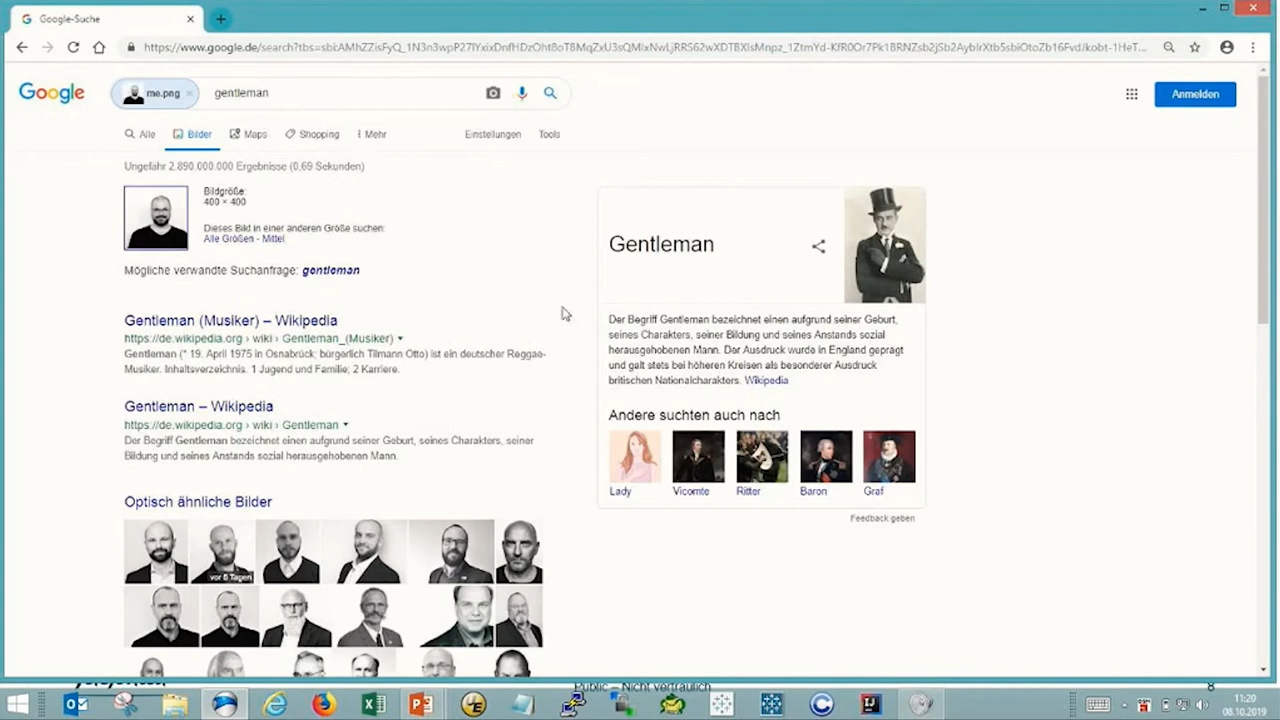 Google-Suche
Google
me.png
gentleman
Anmelden
Alle
Bilder
Maps
Shopping
Mehr
Einstellungen
Tools
Ungefähr 2.890.000.000 Ergebnisse (0,69 Sekunden)
Bildgröße:
400 × 400
Dieses Bild in einer anderen Größe suchen:
Alle Größen - Mittel
Mögliche verwandte Suchanfrage: gentleman
Gentleman (Musiker) – Wikipedia
https://de.wikipedia.org › wiki › Gentleman_(Musiker)
Gentleman (* 19. April 1975 in Osnabrück; bürgerlich Tilmann Otto) ist ein deutscher Reggae-
Musiker. Inhaltsverzeichnis. 1 Jugend und Familie; 2 Karriere.
Gentleman – Wikipedia
https://de.wikipedia.org › wiki › Gentleman
Der Begriff Gentleman bezeichnet einen aufgrund seiner Geburt, seines Charakters, seiner
Bildung und seines Anstands sozial herausgehobenen Mann.
Optisch ähnliche Bilder
vor 6 Tagen
Gentleman
Der Begriff Gentleman bezeichnet einen aufgrund seiner Geburt,
seines Charakters, seiner Bildung und seines Anstands sozial
herausgehobenen Mann. Der Ausdruck wurde in England geprägt
und galt stets bei höheren Kreisen als besonderer Ausdruck
britischen Nationalcharakters. Wikipedia
Andere suchten auch nach
Lady
Vicomte
Ritter
Baron
Graf
Feedback geben
Public – Nicht vertraulich
8
11:20
08.10.2019